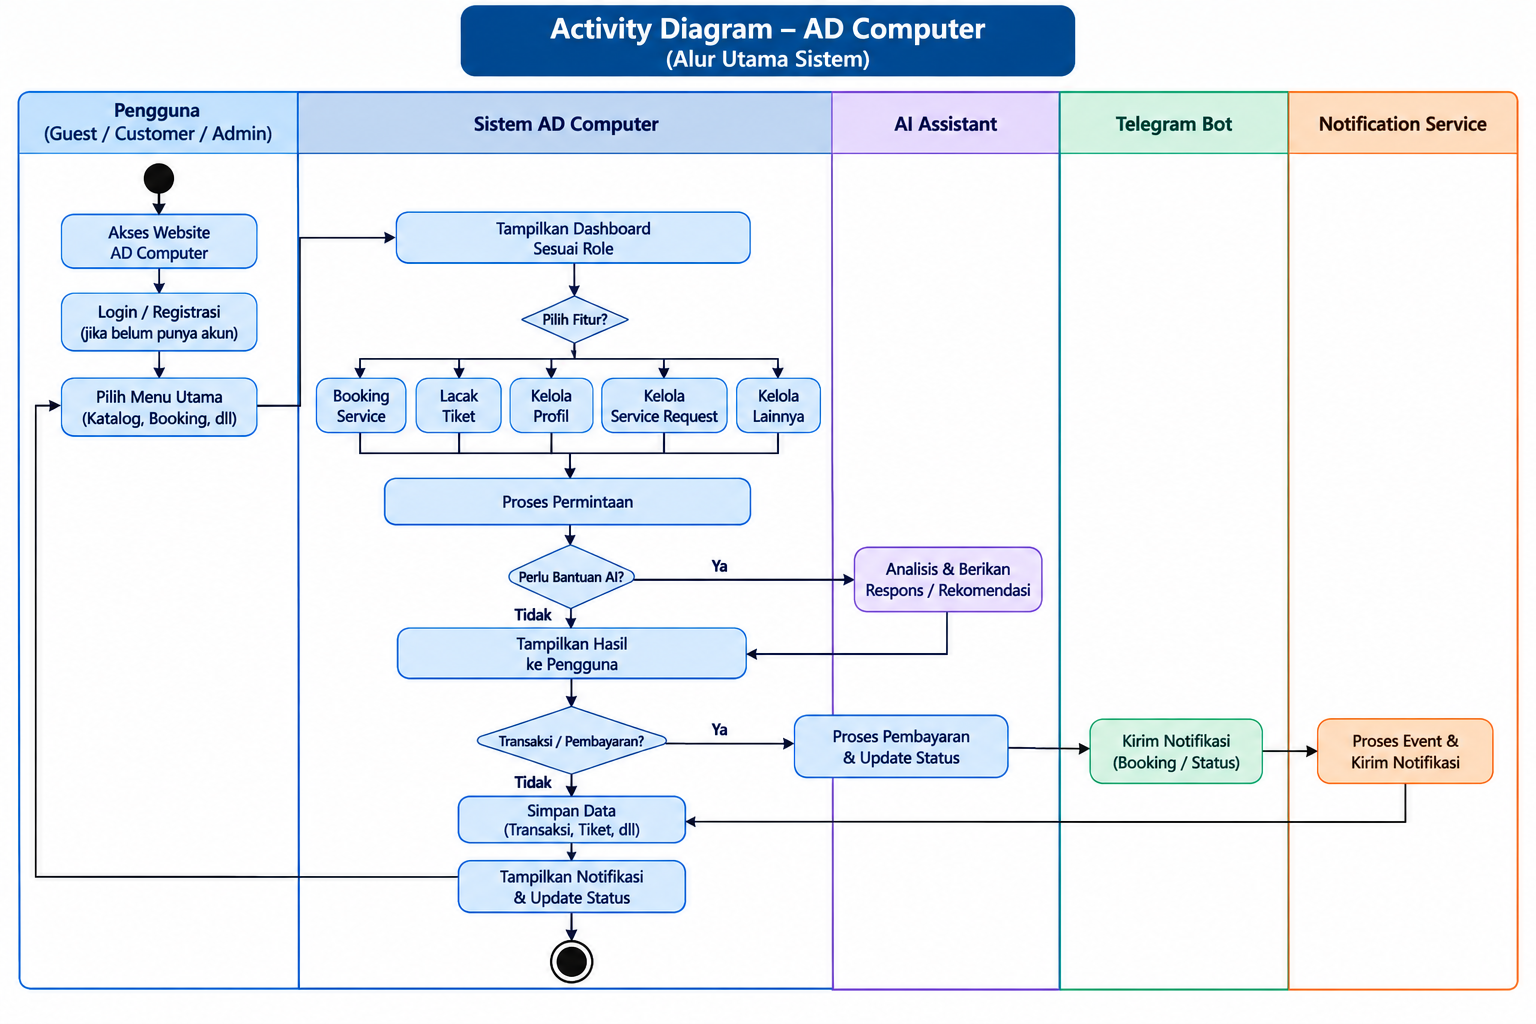 Activity Diagram – AD Computer
(Alur Utama Sistem)
Pengguna
(Guest / Customer / Admin)
Sistem AD Computer
AI Assistant
Telegram Bot
Notification Service
Akses Website
AD Computer
Login / Registrasi
(jika belum punya akun)
Pilih Menu Utama
(Katalog, Booking, dll)
Tampilkan Dashboard
Sesuai Role
Pilih Fitur?
Booking
Service
Lacak
Tiket
Kelola
Profil
Kelola
Service Request
Kelola
Lainnya
Proses Permintaan
Perlu Bantuan AI?
Ya
Tidak
Analisis & Berikan
Respons / Rekomendasi
Tampilkan Hasil
ke Pengguna
Transaksi / Pembayaran?
Ya
Tidak
Proses Pembayaran
& Update Status
Kirim Notifikasi
(Booking / Status)
Proses Event &
Kirim Notifikasi
Simpan Data
(Transaksi, Tiket, dll)
Tampilkan Notifikasi
& Update Status